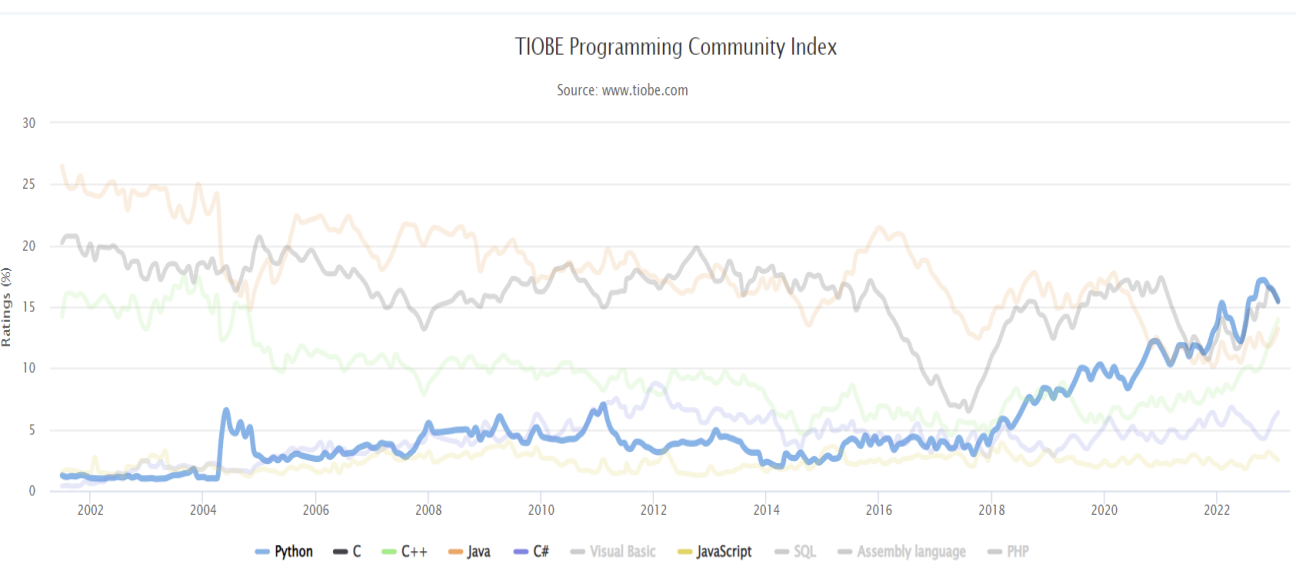 TIOBE Programming Community Index
Source: www.tiobe.com
Ratings (%)
30
25
20
15
10
5
0
2002 2004 2006 2008 2010 2012 2014 2016 2018 2020 2022
Python C C++ Java C# Visual Basic JavaScript SQL Assembly language PHP